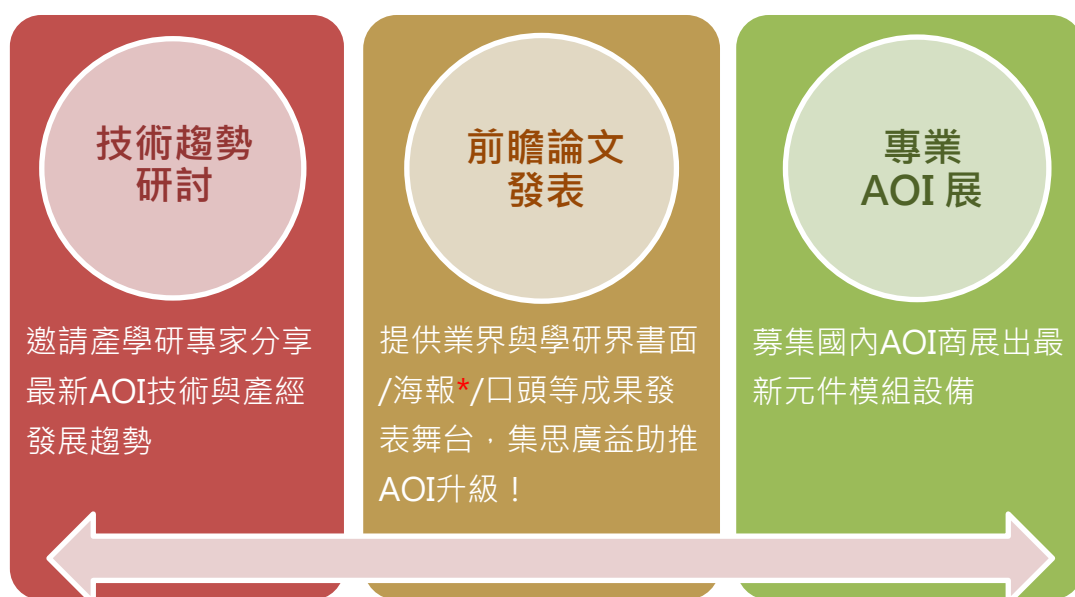 技術趨勢
研討
邀請產學研專家分享
最新AOI技術與產經
發展趨勢
前瞻論文
發表
提供業界與學研界書面
/海報*/口頭等成果發
表舞台，集思廣益助推
AOI升級！
專業
AOI 展
募集國內AOI商展出最
新元件模組設備